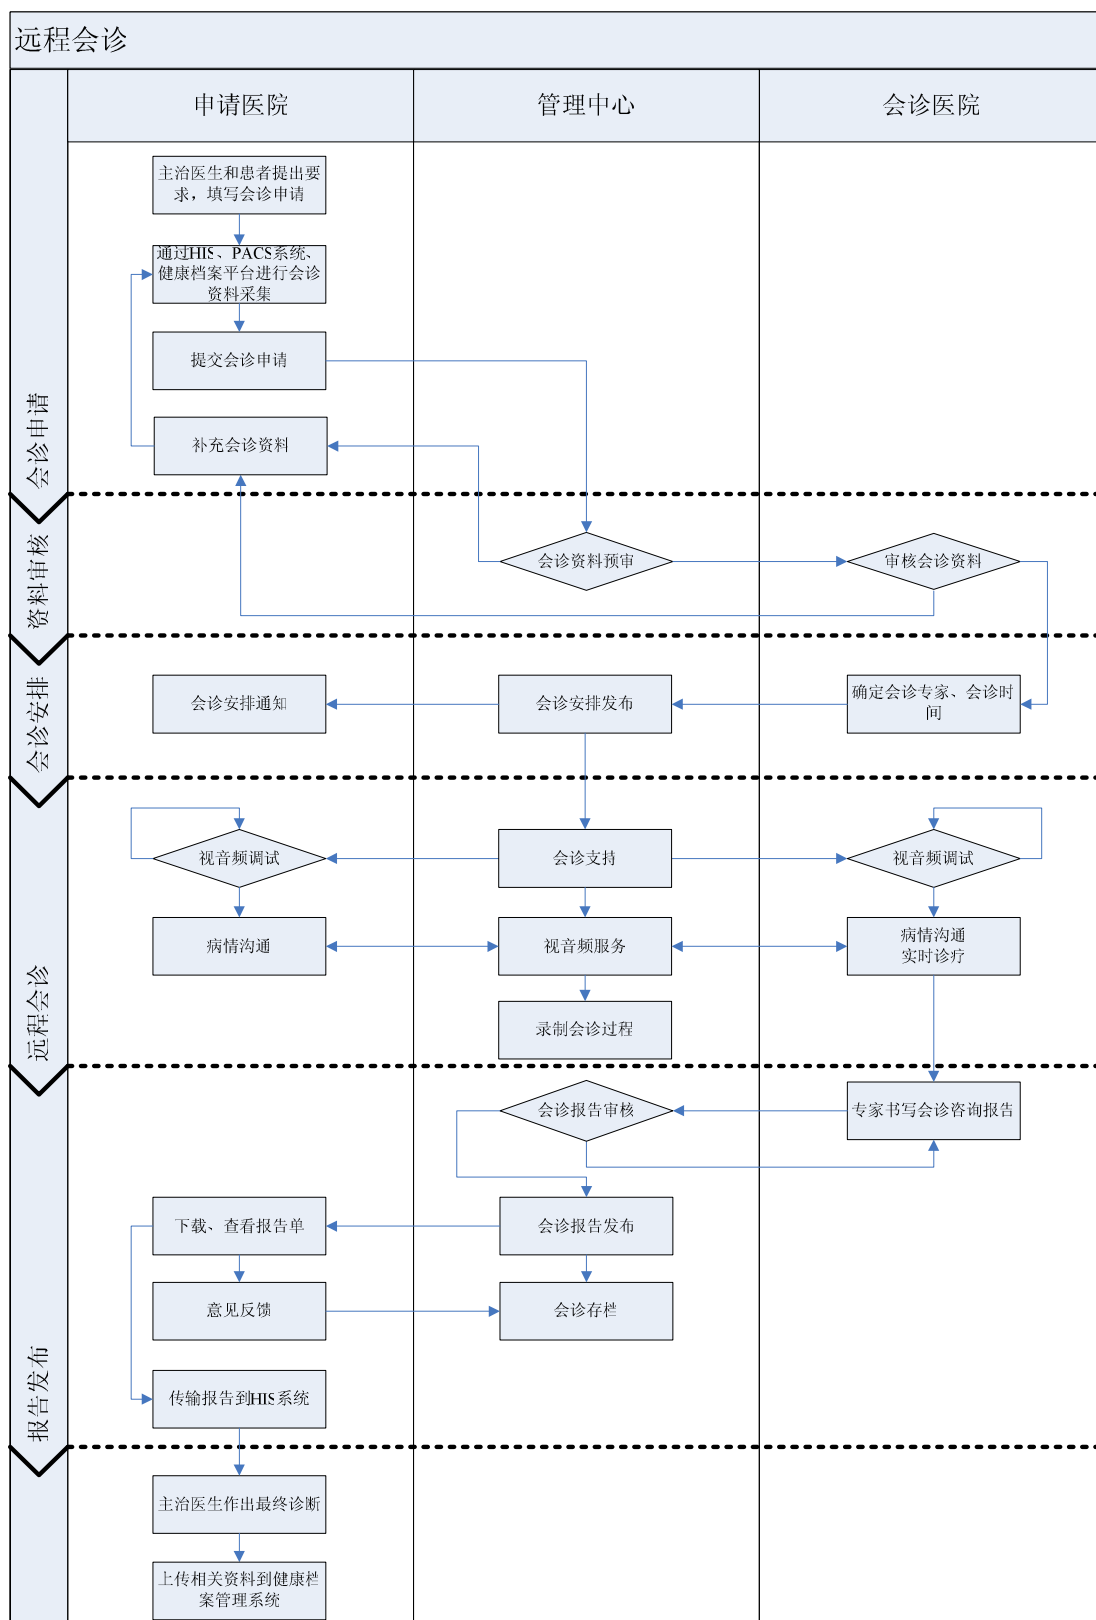 远程会诊
申请医院
管理中心
会诊医院
会诊申请
主治医生和患者提出要
求，填写会诊申请
通过HIS、PACS系统、
健康档案平台进行会诊
资料采集
提交会诊申请
补充会诊资料
资料审核
会诊资料预审
审核会诊资料
会诊安排
会诊安排通知
会诊安排发布
确定会诊专家、会诊时
间
远程会诊
视音频调试
会诊支持
视音频调试
病情沟通
视音频服务
病情沟通
实时诊疗
录制会诊过程
报告发布
会诊报告审核
专家书写会诊咨询报告
下载、查看报告单
会诊报告发布
意见反馈
会诊存档
传输报告到HIS系统
主治医生作出最终诊断
上传相关资料到健康档
案管理系统